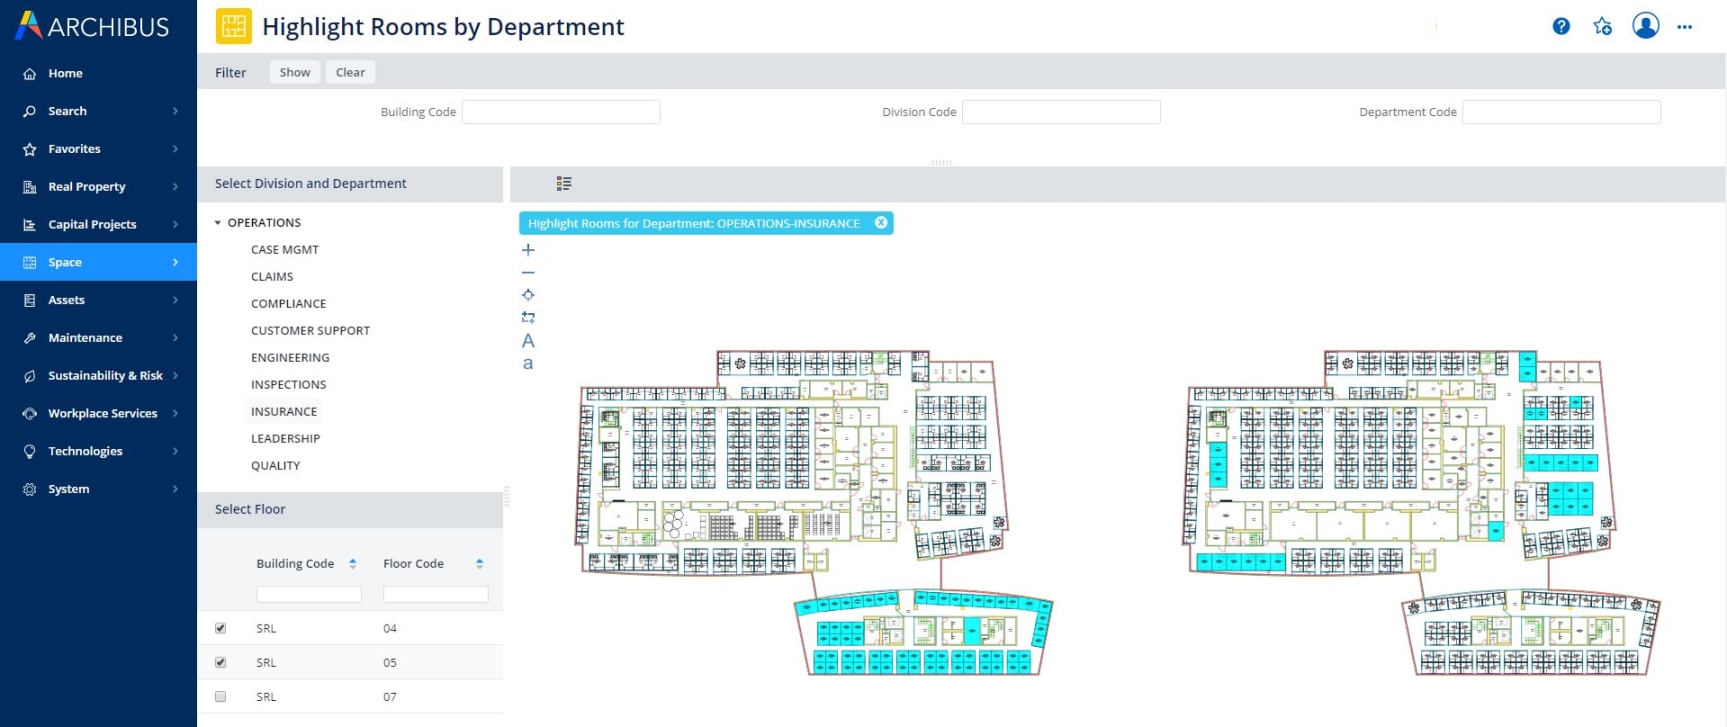 ARCHIBUS
Home
Search
Favorites
Real Property
Capital Projects
Space
Assets
Maintenance
Sustainability & Risk
Workplace Services
Technologies
System
Highlight Rooms by Department
Filter
Show
Clear
Building Code
Division Code
Department Code
Select Division and Department
OPERATIONS
CASE MGMT
CLAIMS
COMPLIANCE
CUSTOMER SUPPORT
ENGINEERING
INSPECTIONS
INSURANCE
LEADERSHIP
QUALITY
Select Floor
Building Code Floor Code
SRL 04
SRL 05
SRL 07
Highlight Rooms for Department: OPERATIONS-INSURANCE
A
a